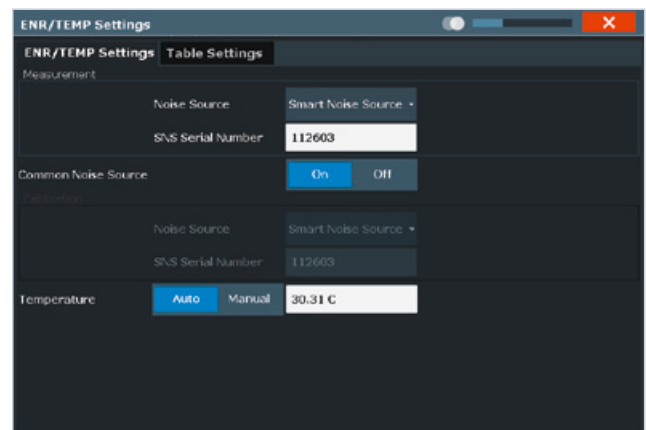 ENR/TEMP Settings
ENR/TEMP Settings Table Settings
Measurement
Noise Source Smart Noise Source
SNS Serial Number 112603
Common Noise Source On Off
Calibration
Noise Source Smart Noise Source
SNS Serial Number 112603
Temperature Auto Manual 30.31 C